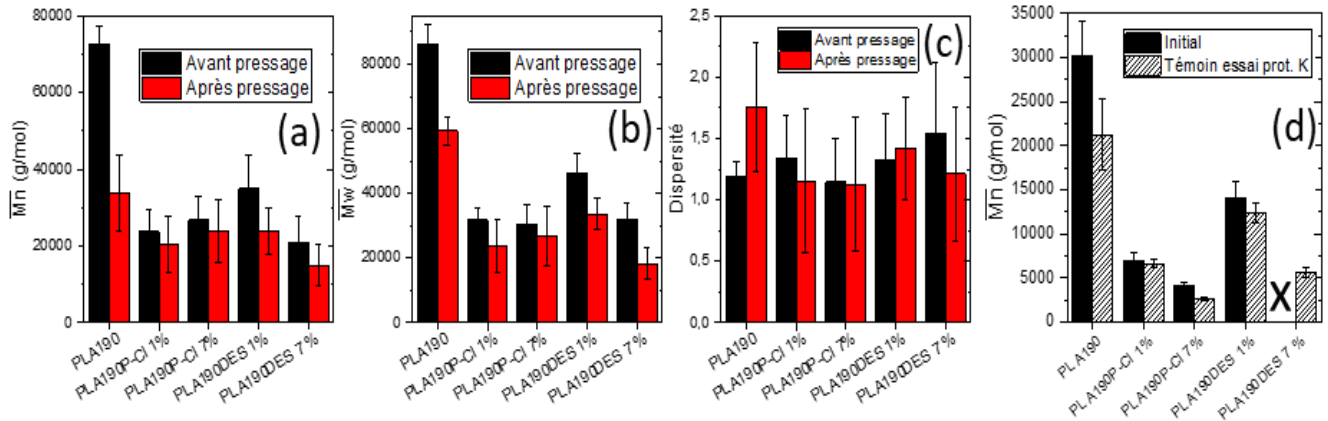 80000
60000
40000
20000
0
Mn (g/mol)
Avant pressage
Après pressage
(a)
PLA190
PLA190P-Cl 1%
PLA190P-Cl 7%
PLA190DES 1%
PLA190DES 7%
80000
60000
40000
20000
0
Mw (g/mol)
Avant pressage
Après pressage
(b)
PLA190
PLA190P-Cl 1%
PLA190P-Cl 7%
PLA190DES 1%
PLA190DES 7%
2,5
2,0
1,5
1,0
0,5
0,0
Dispersité
Avant pressage
Après pressage
(c)
PLA190
PLA190P-Cl 1%
PLA190P-Cl 7%
PLA190DES 1%
PLA190DES 7%
35000
30000
25000
20000
15000
10000
5000
0
Mn (g/mol)
Initial
Témoin essai prot. K
(d)
X
PLA190
PLA190P-Cl 1%
PLA190P-Cl 7%
PLA190DES 1%
PLA190DES 7 %